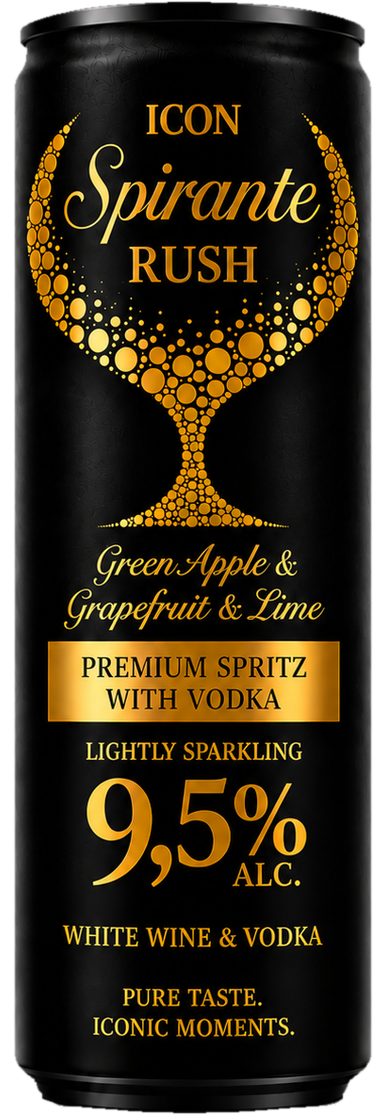 ICON
Spirante
RUSH
Green Apple &
Grapefruit & Lime
PREMIUM SPRITZ
WITH VODKA
LIGHTLY SPARKLING
9,5%
ALC.
WHITE WINE & VODKA
PURE TASTE.
ICONIC MOMENTS.